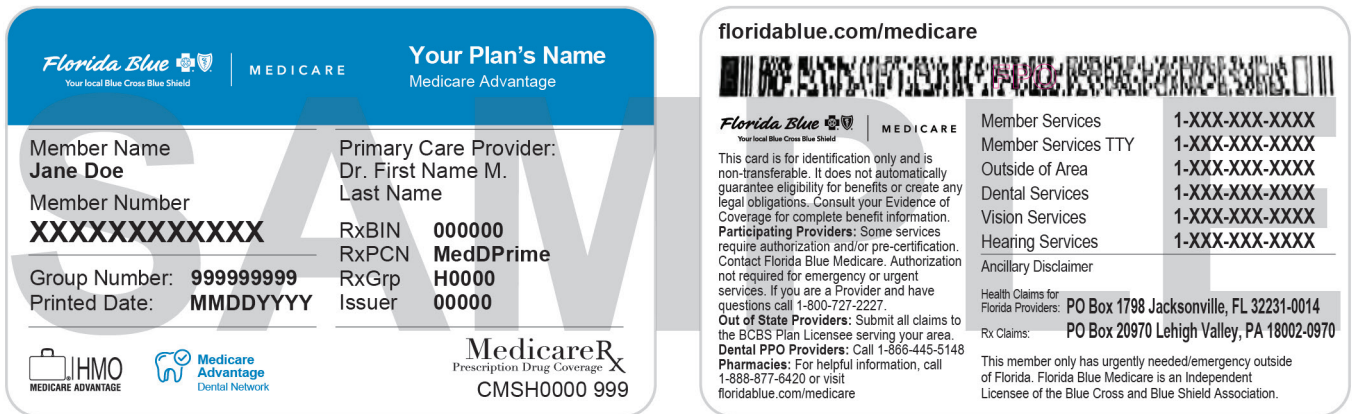 Florida Blue
Your local Blue Cross Blue Shield
MEDICARE
Your Plan's Name
Medicare Advantage
Member Name
Jane Doe
Member Number
XXXXXXXXXXXX
Group Number: 999999999
Printed Date: MMDDYYYY
Primary Care Provider:
Dr. First Name M.
Last Name
RxBIN 000000
RxPCN MedDPrime
RxGrp H0000
Issuer 00000
HMO
MEDICARE ADVANTAGE
Medicare
Advantage
Dental Network
MedicareRx
Prescription Drug Coverage
CMSH0000 999
floridablue.com/medicare
FPO
Florida Blue
Your local Blue Cross Blue Shield
MEDICARE
This card is for identification only and is
non-transferable. It does not automatically
guarantee eligibility for benefits or create any
legal obligations. Consult your Evidence of
Coverage for complete benefit information.
Participating Providers: Some services
require authorization and/or pre-certification.
Contact Florida Blue Medicare. Authorization
not required for emergency or urgent
services. If you are a Provider and have
questions call 1-800-727-2227.
Out of State Providers: Submit all claims to
the BCBS Plan Licensee serving your area.
Dental PPO Providers: Call 1-866-445-5148
Pharmacies: For helpful information, call
1-888-877-6420 or visit
floridablue.com/medicare
Member Services 1-XXX-XXX-XXXX
Member Services TTY 1-XXX-XXX-XXXX
Outside of Area 1-XXX-XXX-XXXX
Dental Services 1-XXX-XXX-XXXX
Vision Services 1-XXX-XXX-XXXX
Hearing Services 1-XXX-XXX-XXXX
Ancillary Disclaimer
Health Claims for
Florida Providers: PO Box 1798 Jacksonville, FL 32231-0014
Rx Claims: PO Box 20970 Lehigh Valley, PA 18002-0970
This member only has urgently needed/emergency outside
of Florida. Florida Blue Medicare is an Independent
Licensee of the Blue Cross and Blue Shield Association.
SAMPLE